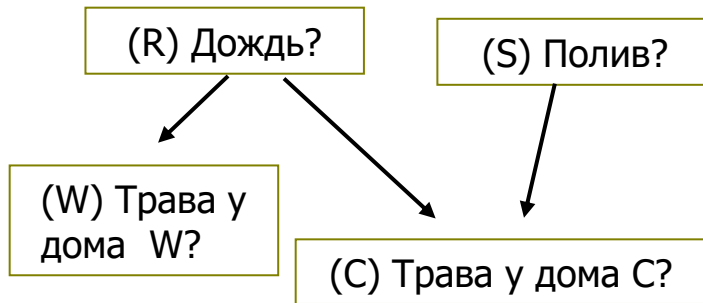 (R) Дождь?
(S) Полив?
(W) Трава у
дома W?
(C) Трава у дома C?